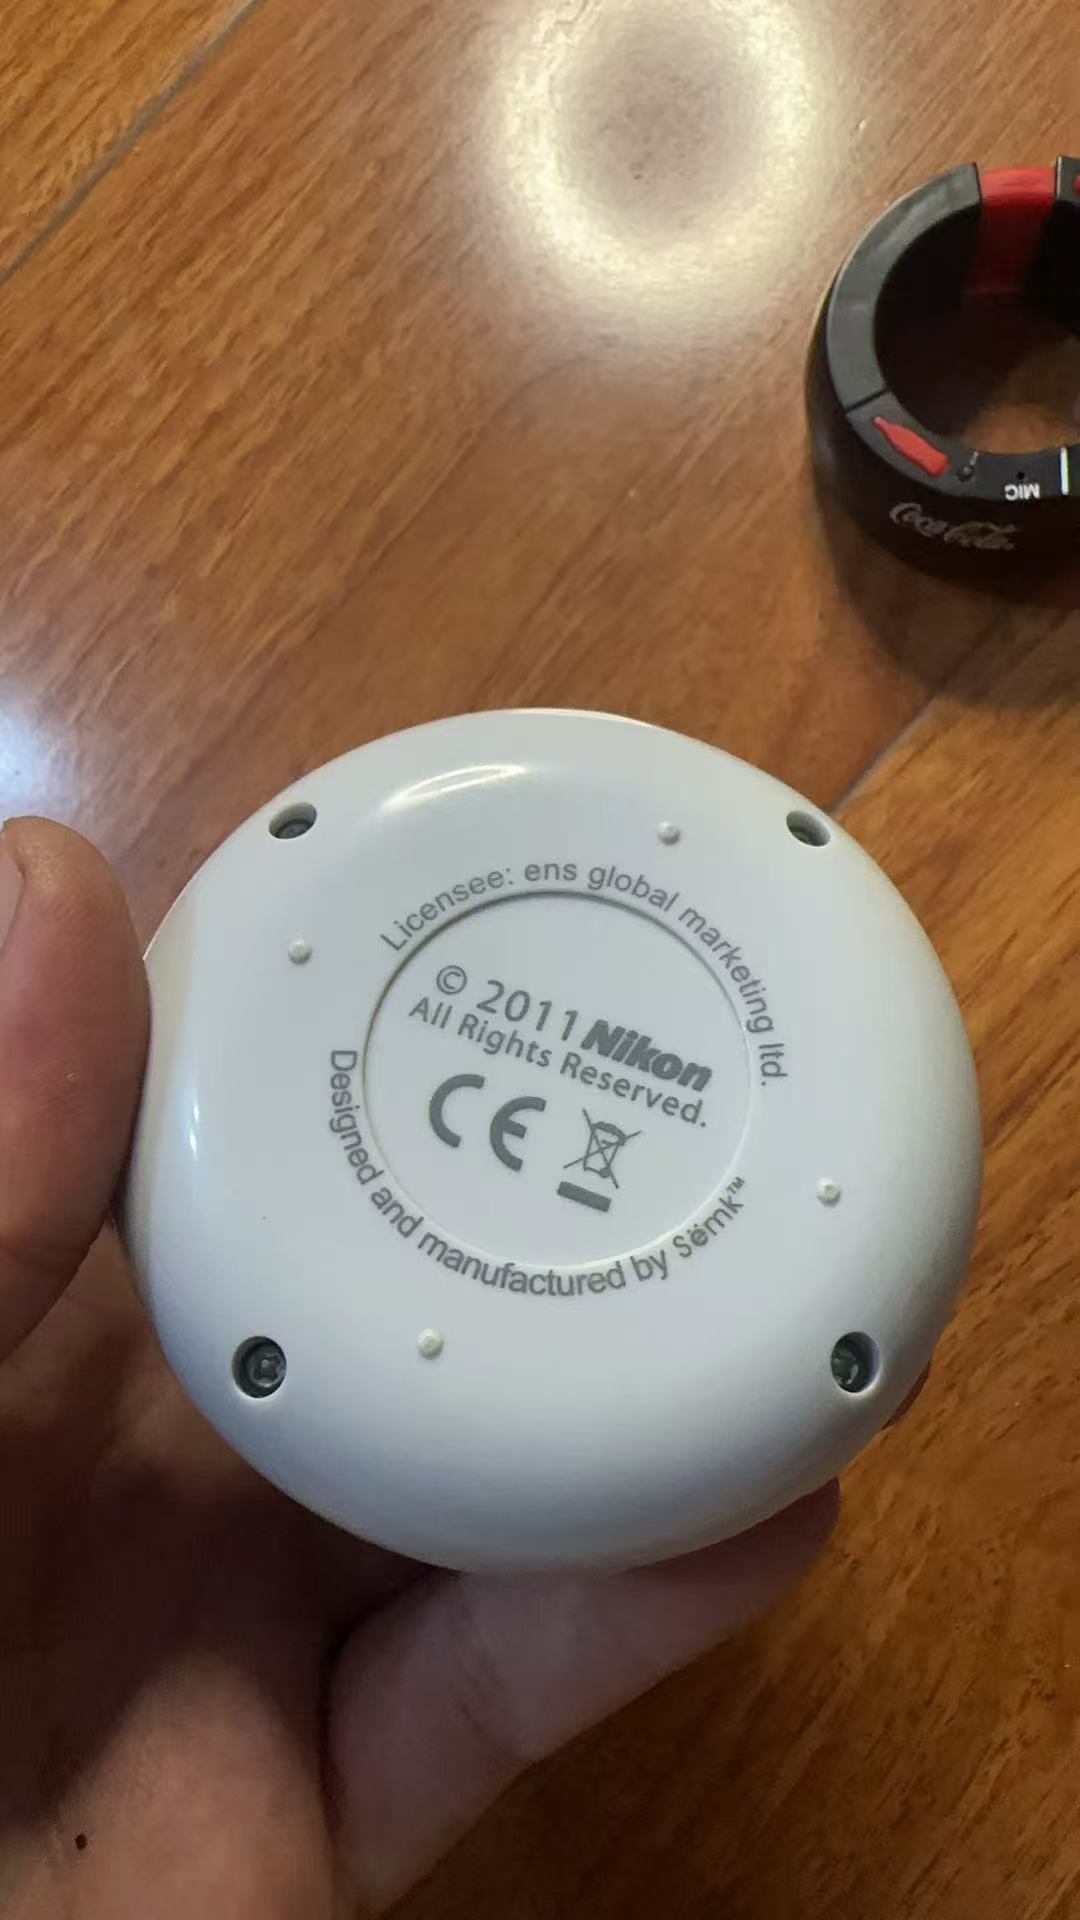 MIC
Coca-Cola
Licensee: ens global marketing ltd.
© 2011 Nikon
All Rights Reserved.
CE
Designed and manufactured by Sëmk™